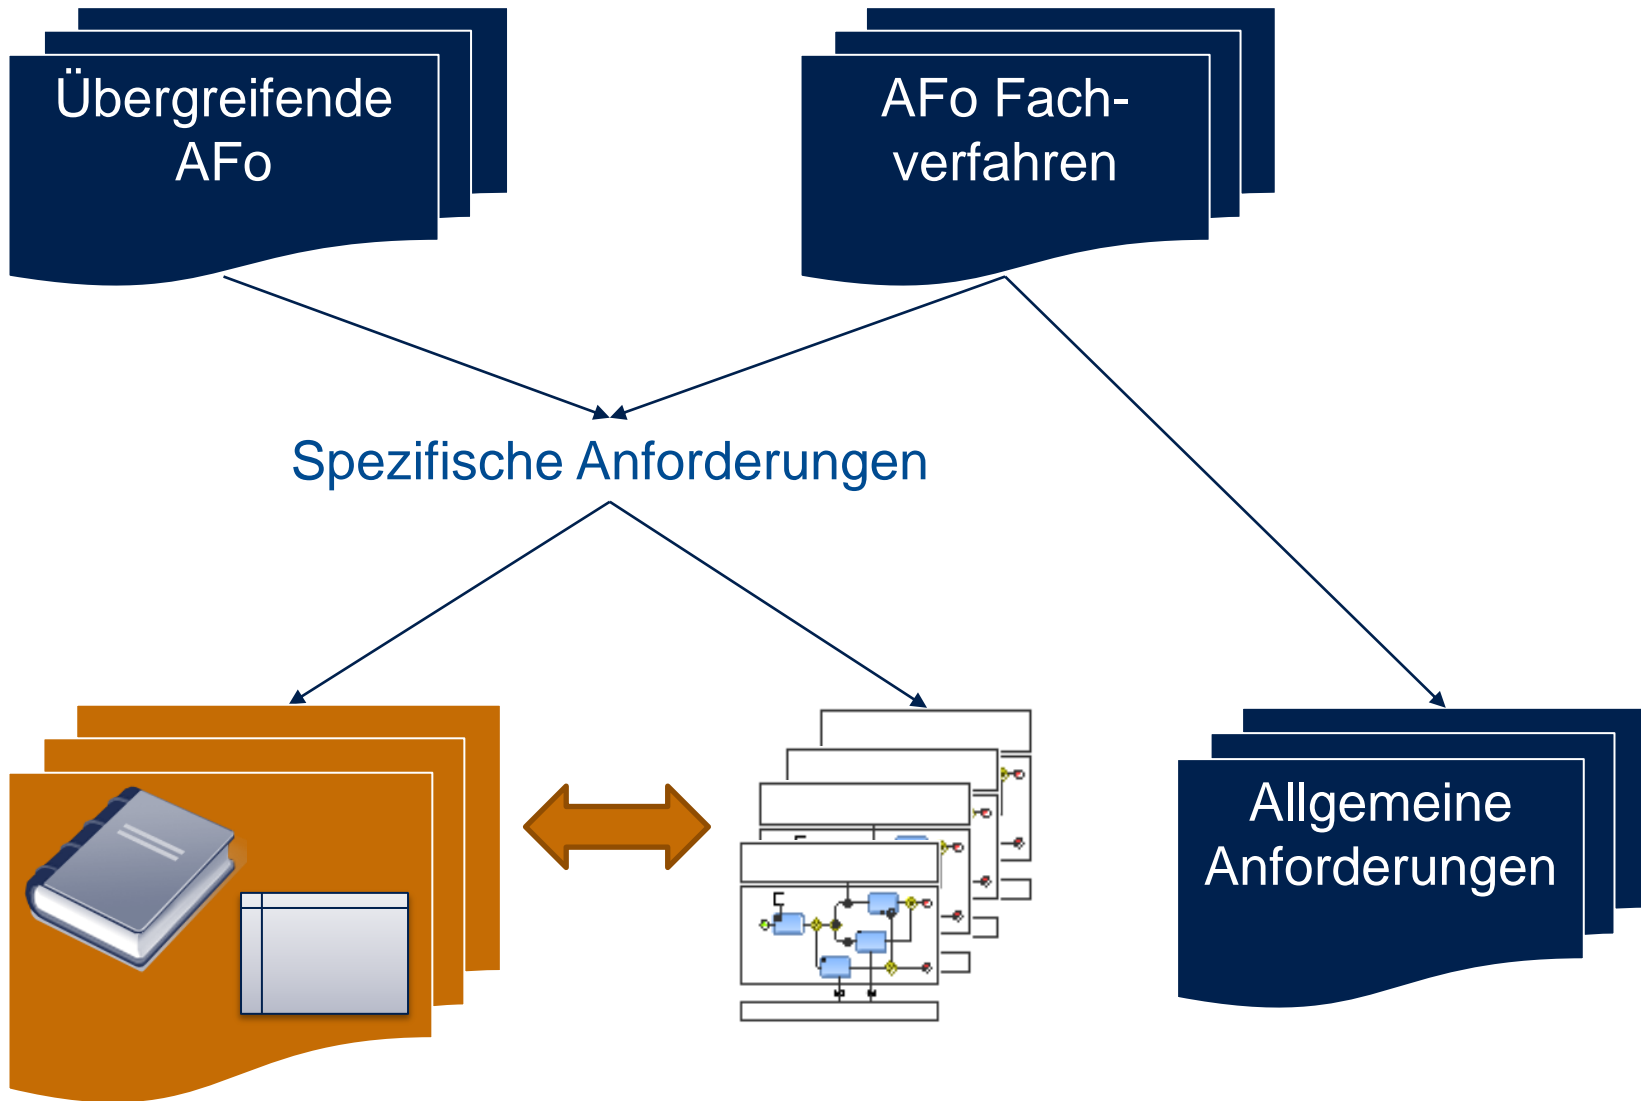 Übergreifende
AFo
AFo Fach-
verfahren
Spezifische Anforderungen
Allgemeine
Anforderungen